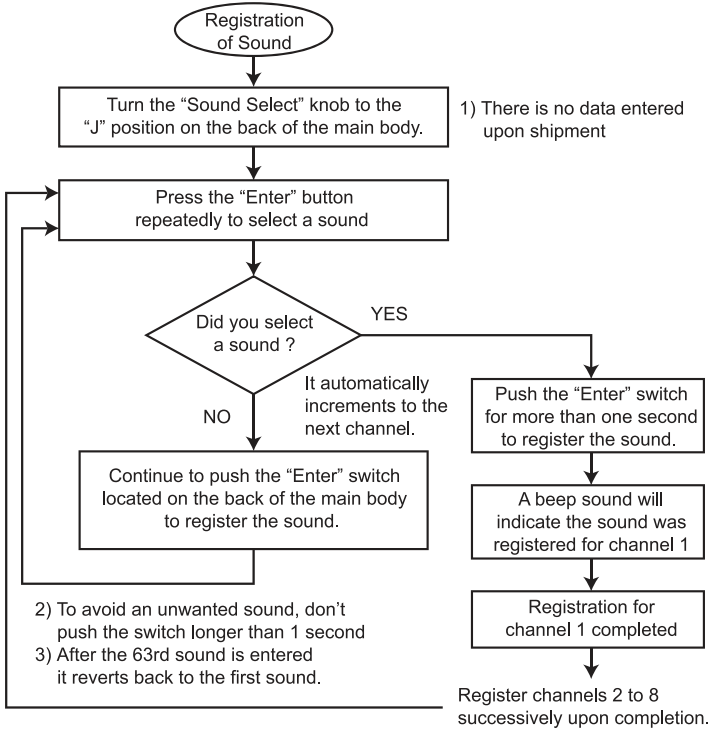 Registration
of Sound
Turn the “Sound Select” knob to the
“J” position on the back of the main body.
1) There is no data entered
upon shipment
Press the “Enter” button
repeatedly to select a sound
Did you select
a sound ?
YES
NO
It automatically
increments to the
next channel.
Push the “Enter” switch
for more than one second
to register the sound.
Continue to push the “Enter” switch
located on the back of the main body
to register the sound.
A beep sound will
indicate the sound was
registered for channel 1
Registration for
channel 1 completed
2) To avoid an unwanted sound, don’t
push the switch longer than 1 second
3) After the 63rd sound is entered
it reverts back to the first sound.
Register channels 2 to 8
successively upon completion.